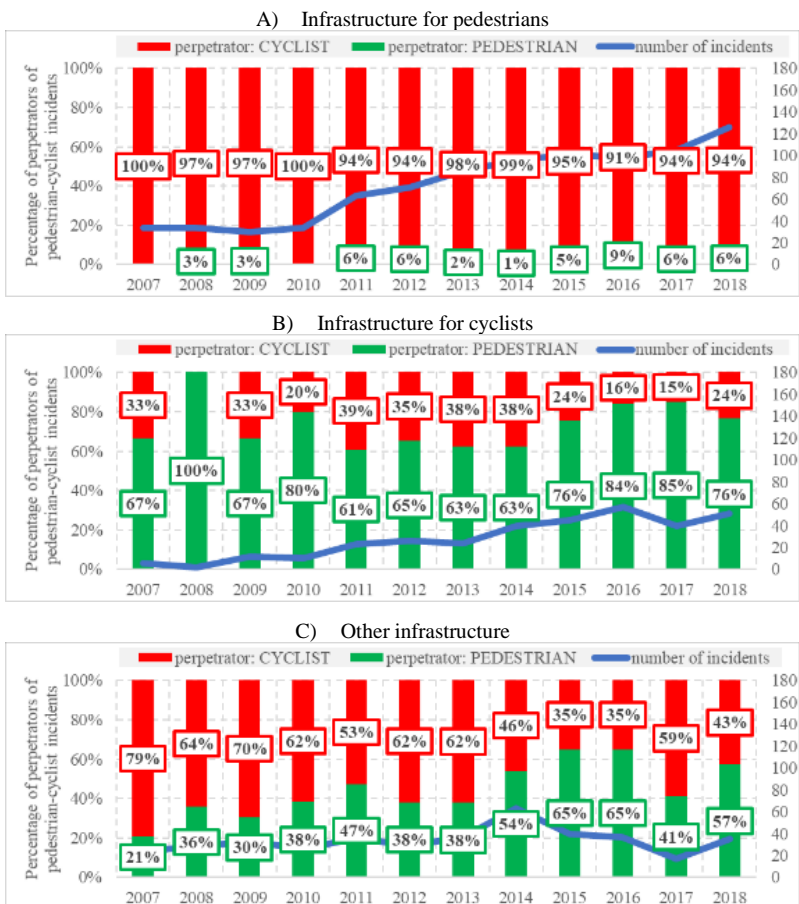 A) Infrastructure for pedestrians
perpetrator: CYCLIST perpetrator: PEDESTRIAN number of incidents
Percentage of perpetrators of
pedestrian-cyclist incidents
100%
80%
60%
40%
20%
0%
100% 97% 97% 100% 94% 94% 98% 99% 95% 91% 94% 94%
3% 3% 6% 6% 2% 1% 5% 9% 6% 6%
180
160
140
120
100
80
60
40
20
0
2007 2008 2009 2010 2011 2012 2013 2014 2015 2016 2017 2018
B) Infrastructure for cyclists
perpetrator: CYCLIST perpetrator: PEDESTRIAN number of incidents
Percentage of perpetrators of
pedestrian-cyclist incidents
100%
80%
60%
40%
20%
0%
33% 33% 20% 39% 35% 38% 38% 24% 16% 15% 24%
67% 100% 67% 80% 61% 65% 63% 63% 76% 84% 85% 76%
180
160
140
120
100
80
60
40
20
0
2007 2008 2009 2010 2011 2012 2013 2014 2015 2016 2017 2018
C) Other infrastructure
perpetrator: CYCLIST perpetrator: PEDESTRIAN number of incidents
Percentage of perpetrators of
pedestrian-cyclist incidents
100%
80%
60%
40%
20%
0%
79% 64% 70% 62% 53% 62% 62% 46% 35% 35% 59% 43%
21% 36% 30% 38% 47% 38% 38% 54% 65% 65% 41% 57%
180
160
140
120
100
80
60
40
20
0
2007 2008 2009 2010 2011 2012 2013 2014 2015 2016 2017 2018